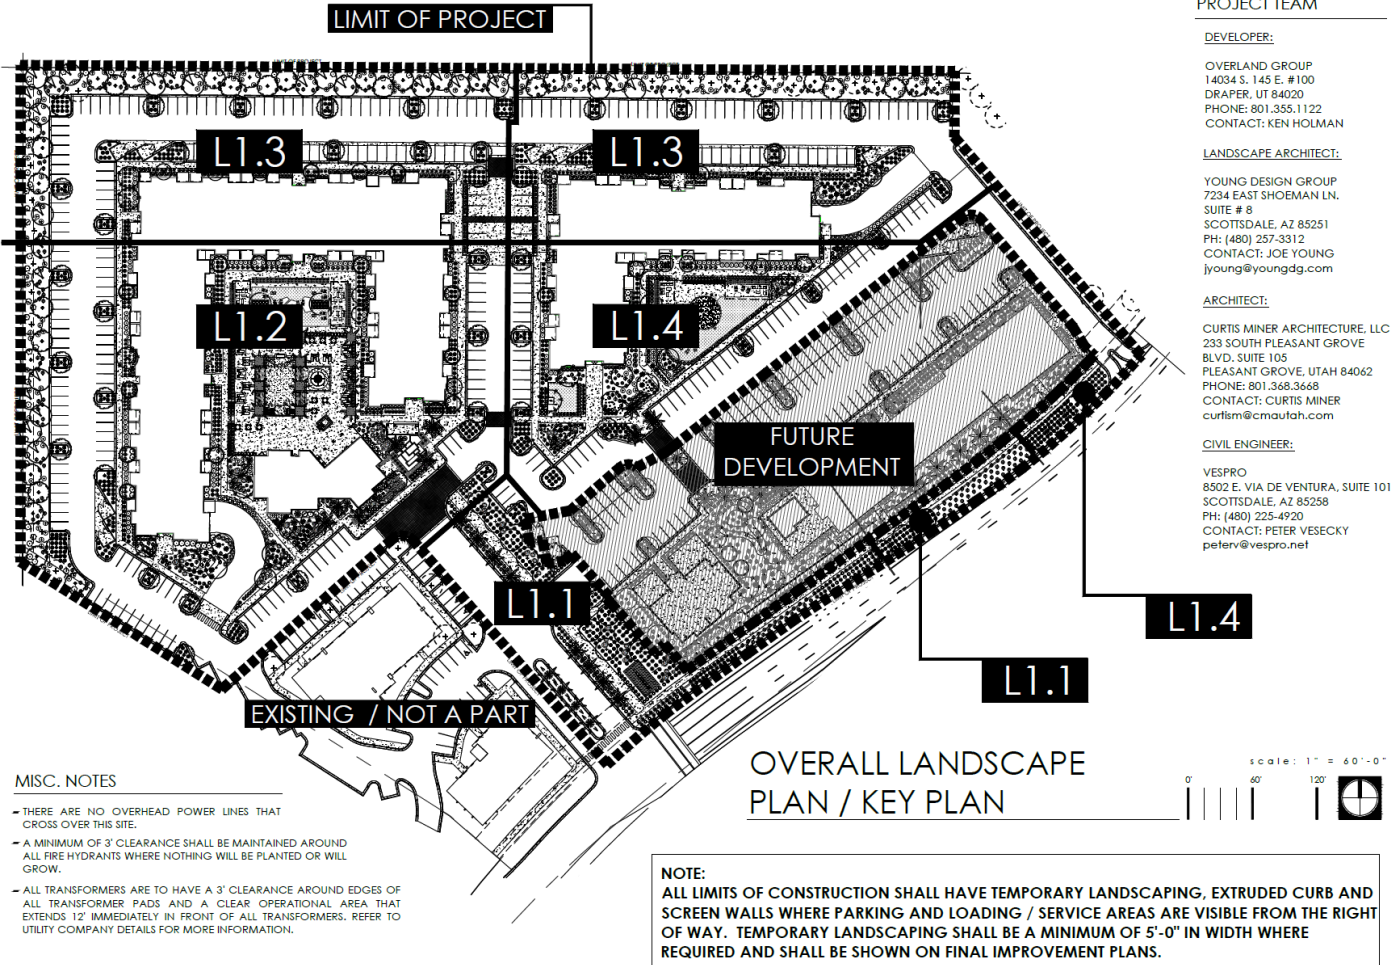 LIMIT OF PROJECT
PROJECT TEAM
DEVELOPER:
OVERLAND GROUP
14034 S. 145 E. #100
DRAPER, UT 84020
PHONE: 801.355.1122
CONTACT: KEN HOLMAN
LANDSCAPE ARCHITECT:
YOUNG DESIGN GROUP
7234 EAST SHOEMAN LN.
SUITE # 8
SCOTTSDALE, AZ 85251
PH: (480) 257-3312
CONTACT: JOE YOUNG
jyoung@youngdg.com
ARCHITECT:
CURTIS MINER ARCHITECTURE, LLC
233 SOUTH PLEASANT GROVE
BLVD. SUITE 105
PLEASANT GROVE, UTAH 84062
PHONE: 801.368.3668
CONTACT: CURTIS MINER
curtism@cmautah.com
CIVIL ENGINEER:
VESPRO
8502 E. VIA DE VENTURA, SUITE 101
SCOTTSDALE, AZ 85258
PH: (480) 225-4920
CONTACT: PETER VESECKY
peterv@vespro.net
L1.3
L1.3
L1.2
L1.4
FUTURE
DEVELOPMENT
L1.1
L1.4
L1.1
EXISTING / NOT A PART
OVERALL LANDSCAPE
PLAN / KEY PLAN
scale: 1" = 60'-0"
0' 60' 120'
MISC. NOTES
- THERE ARE NO OVERHEAD POWER LINES THAT
CROSS OVER THIS SITE.
- A MINIMUM OF 3' CLEARANCE SHALL BE MAINTAINED AROUND
ALL FIRE HYDRANTS WHERE NOTHING WILL BE PLANTED OR WILL
GROW.
- ALL TRANSFORMERS ARE TO HAVE A 3' CLEARANCE AROUND EDGES OF
ALL TRANSFORMER PADS AND A CLEAR OPERATIONAL AREA THAT
EXTENDS 12' IMMEDIATELY IN FRONT OF ALL TRANSFORMERS. REFER TO
UTILITY COMPANY DETAILS FOR MORE INFORMATION.
NOTE:
ALL LIMITS OF CONSTRUCTION SHALL HAVE TEMPORARY LANDSCAPING, EXTRUDED CURB AND
SCREEN WALLS WHERE PARKING AND LOADING / SERVICE AREAS ARE VISIBLE FROM THE RIGHT
OF WAY. TEMPORARY LANDSCAPING SHALL BE A MINIMUM OF 5'-0" IN WIDTH WHERE
REQUIRED AND SHALL BE SHOWN ON FINAL IMPROVEMENT PLANS.